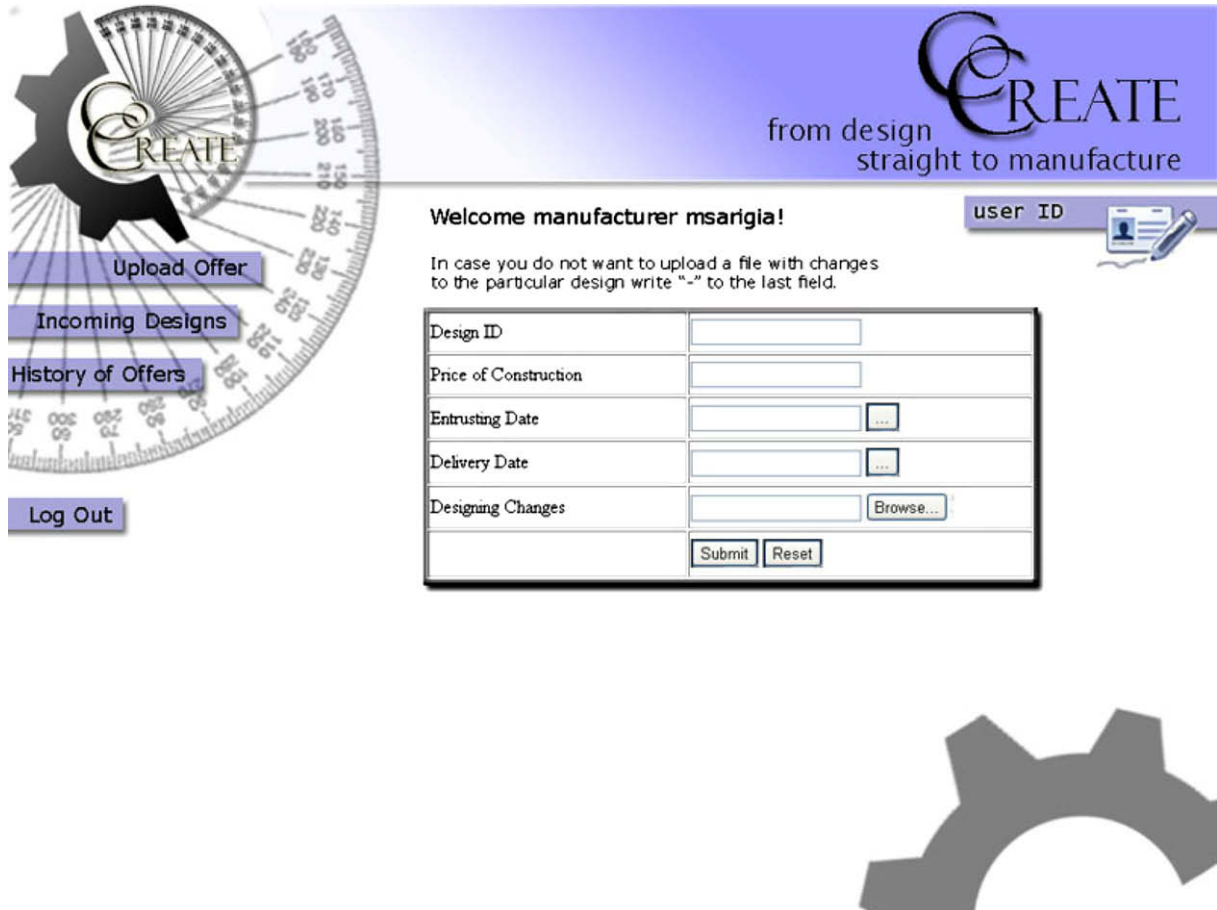 CCREATE
CCREATE
from design
straight to manufacture
Welcome manufacturer msarigia!
user ID
In case you do not want to upload a file with changes
to the particular design write "-" to the last field.
Upload Offer
Incoming Designs
History of Offers
Log Out
Design ID
Price of Construction
Entrusting Date ...
Delivery Date ...
Designing Changes Browse...
Submit Reset